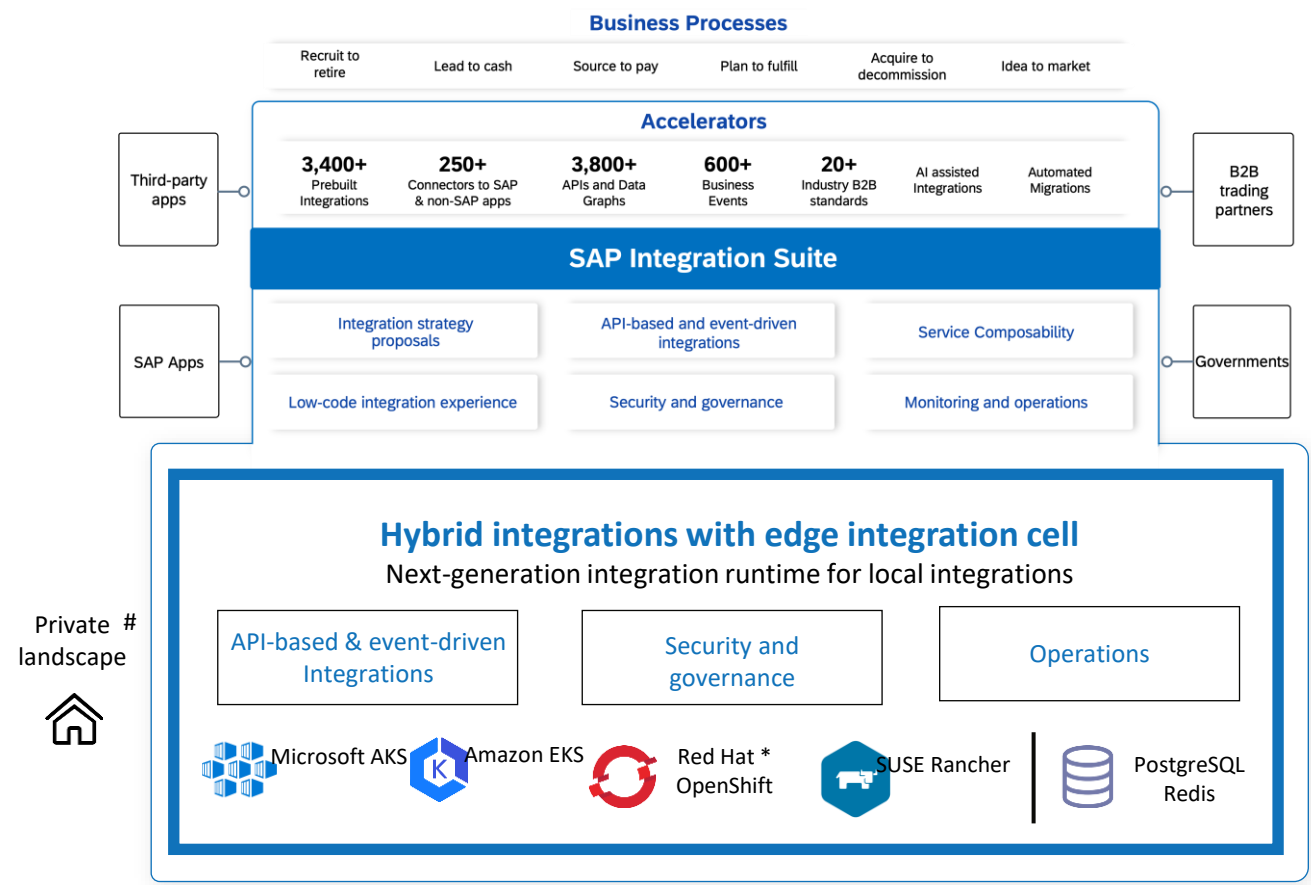 Business Processes
Recruit to
retire
Lead to cash
Source to pay
Plan to fulfill
Acquire to
decommission
Idea to market
Accelerators
3,400+
Prebuilt
Integrations
250+
Connectors to SAP
& non-SAP apps
3,800+
APIs and Data
Graphs
600+
Business
Events
20+
Industry B2B
standards
AI assisted
Integrations
Automated
Migrations
Third-party
apps
B2B
trading
partners
SAP Integration Suite
Integration strategy
proposals
API-based and event-driven
integrations
Service Composability
SAP Apps
Governments
Low-code integration experience
Security and governance
Monitoring and operations
Hybrid integrations with edge integration cell
Next-generation integration runtime for local integrations
Private #
landscape
API-based & event-driven
Integrations
Security and
governance
Operations
Microsoft AKS
K
Amazon EKS
Red Hat *
OpenShift
SUSE Rancher
PostgreSQL
Redis